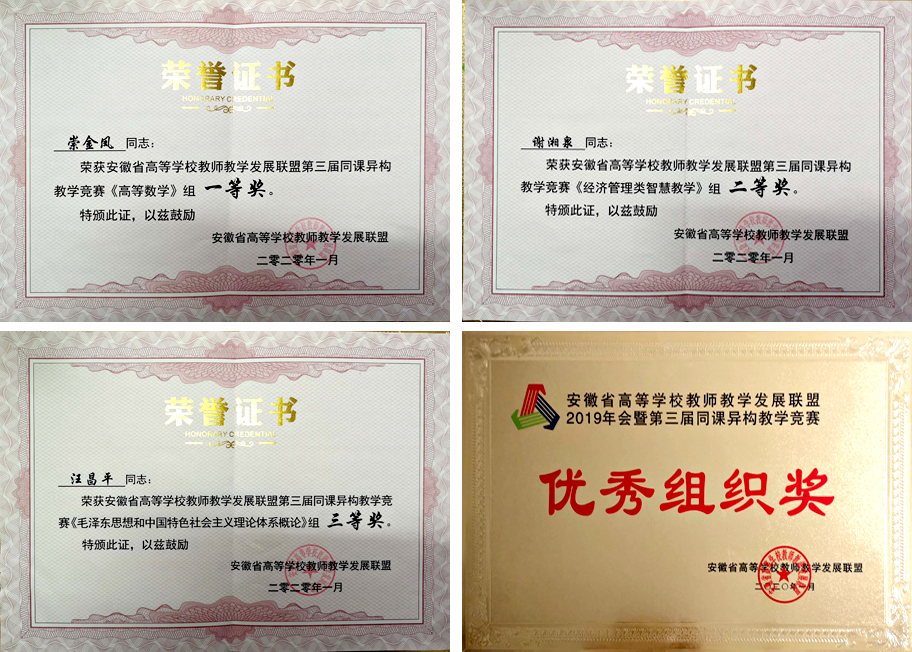 荣誉证书
HONORARY CREDENTIAL
崇金凤 同志：
荣获安徽省高等学校教师教学发展联盟第三届同课异构
教学竞赛《高等数学》组 一等奖。
特颁此证，以兹鼓励
安徽省高等学校教师教学发展联盟
二零二零年一月
荣誉证书
HONORARY CREDENTIAL
谢湘泉 同志：
荣获安徽省高等学校教师教学发展联盟第三届同课异构
教学竞赛《经济管理类智慧教学》组 二等奖。
特颁此证，以兹鼓励
安徽省高等学校教师教学发展联盟
二零二零年一月
荣誉证书
HONORARY CREDENTIAL
汪昌平 同志：
荣获安徽省高等学校教师教学发展联盟第三届同课异构教学竞
赛《毛泽东思想和中国特色社会主义理论体系概论》组 三等奖。
特颁此证，以兹鼓励
安徽省高等学校教师教学发展联盟
二零二零年一月
安徽省高等学校教师教学发展联盟
2019年会暨第三届同课异构教学竞赛
优秀组织奖
安徽省高等学校教师教学发展联盟
二〇二〇年一月